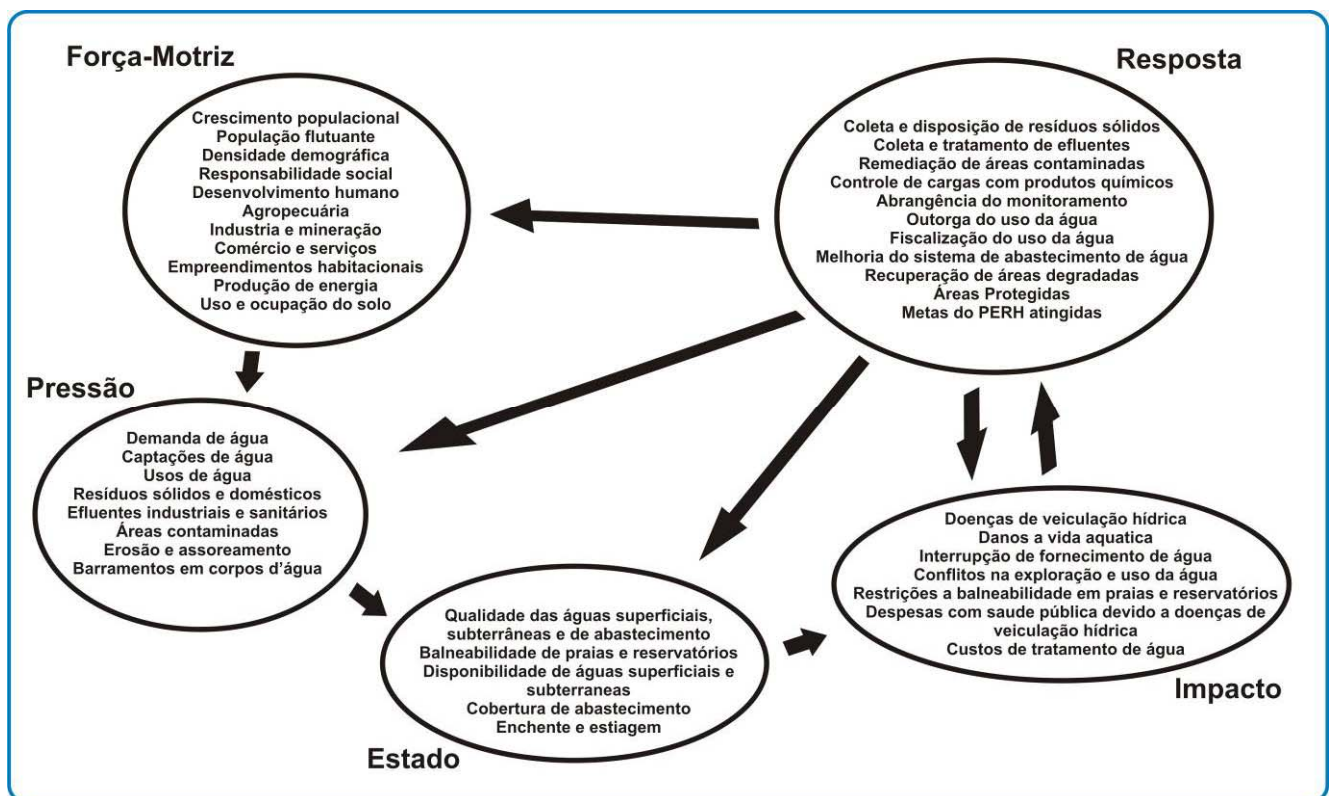 Força-Motriz
Crescimento populacional
População flutuante
Densidade demográfica
Responsabilidade social
Desenvolvimento humano
Agropecuária
Industria e mineração
Comércio e serviços
Empreendimentos habitacionais
Produção de energia
Uso e ocupação do solo
Resposta
Coleta e disposição de resíduos sólidos
Coleta e tratamento de efluentes
Remediação de áreas contaminadas
Controle de cargas com produtos químicos
Abrangência do monitoramento
Outorga do uso da água
Fiscalização do uso da água
Melhoria do sistema de abastecimento de água
Recuperação de áreas degradadas
Áreas Protegidas
Metas do PERH atingidas
Pressão
Demanda de água
Captações de água
Usos de água
Resíduos sólidos e domésticos
Efluentes industriais e sanitários
Áreas contaminadas
Erosão e assoreamento
Barramentos em corpos d'água
Qualidade das águas superficiais,
subterrâneas e de abastecimento
Balneabilidade de praias e reservatórios
Disponibilidade de águas superficiais e
subterraneas
Cobertura de abastecimento
Enchente e estiagem
Estado
Doenças de veiculação hídrica
Danos a vida aquatica
Interrupção de fornecimento de água
Conflitos na exploração e uso da água
Restrições a balneabilidade em praias e reservatórios
Despesas com saude pública devido a doenças de
veiculação hídrica
Custos de tratamento de água
Impacto